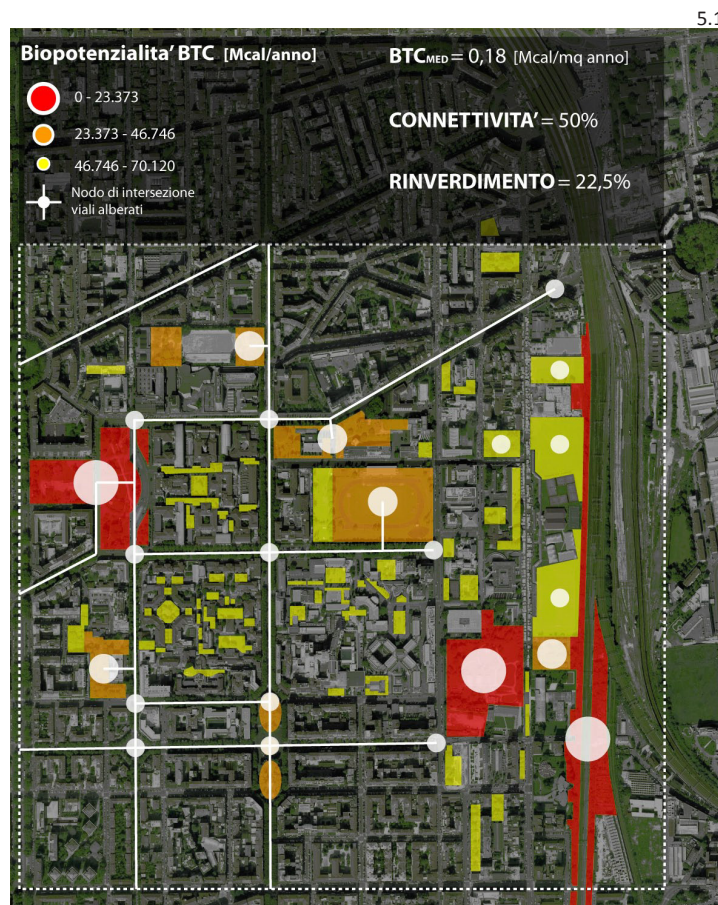 5.1
Biopotenzialita' BTC [Mcal/anno]
0 - 23.373
23.373 - 46.746
46.746 - 70.120
Nodo di intersezione
viali alberati
BTCMED = 0,18 [Mcal/mq anno]
CONNETTIVITA' = 50%
RINVERDIMENTO = 22,5%